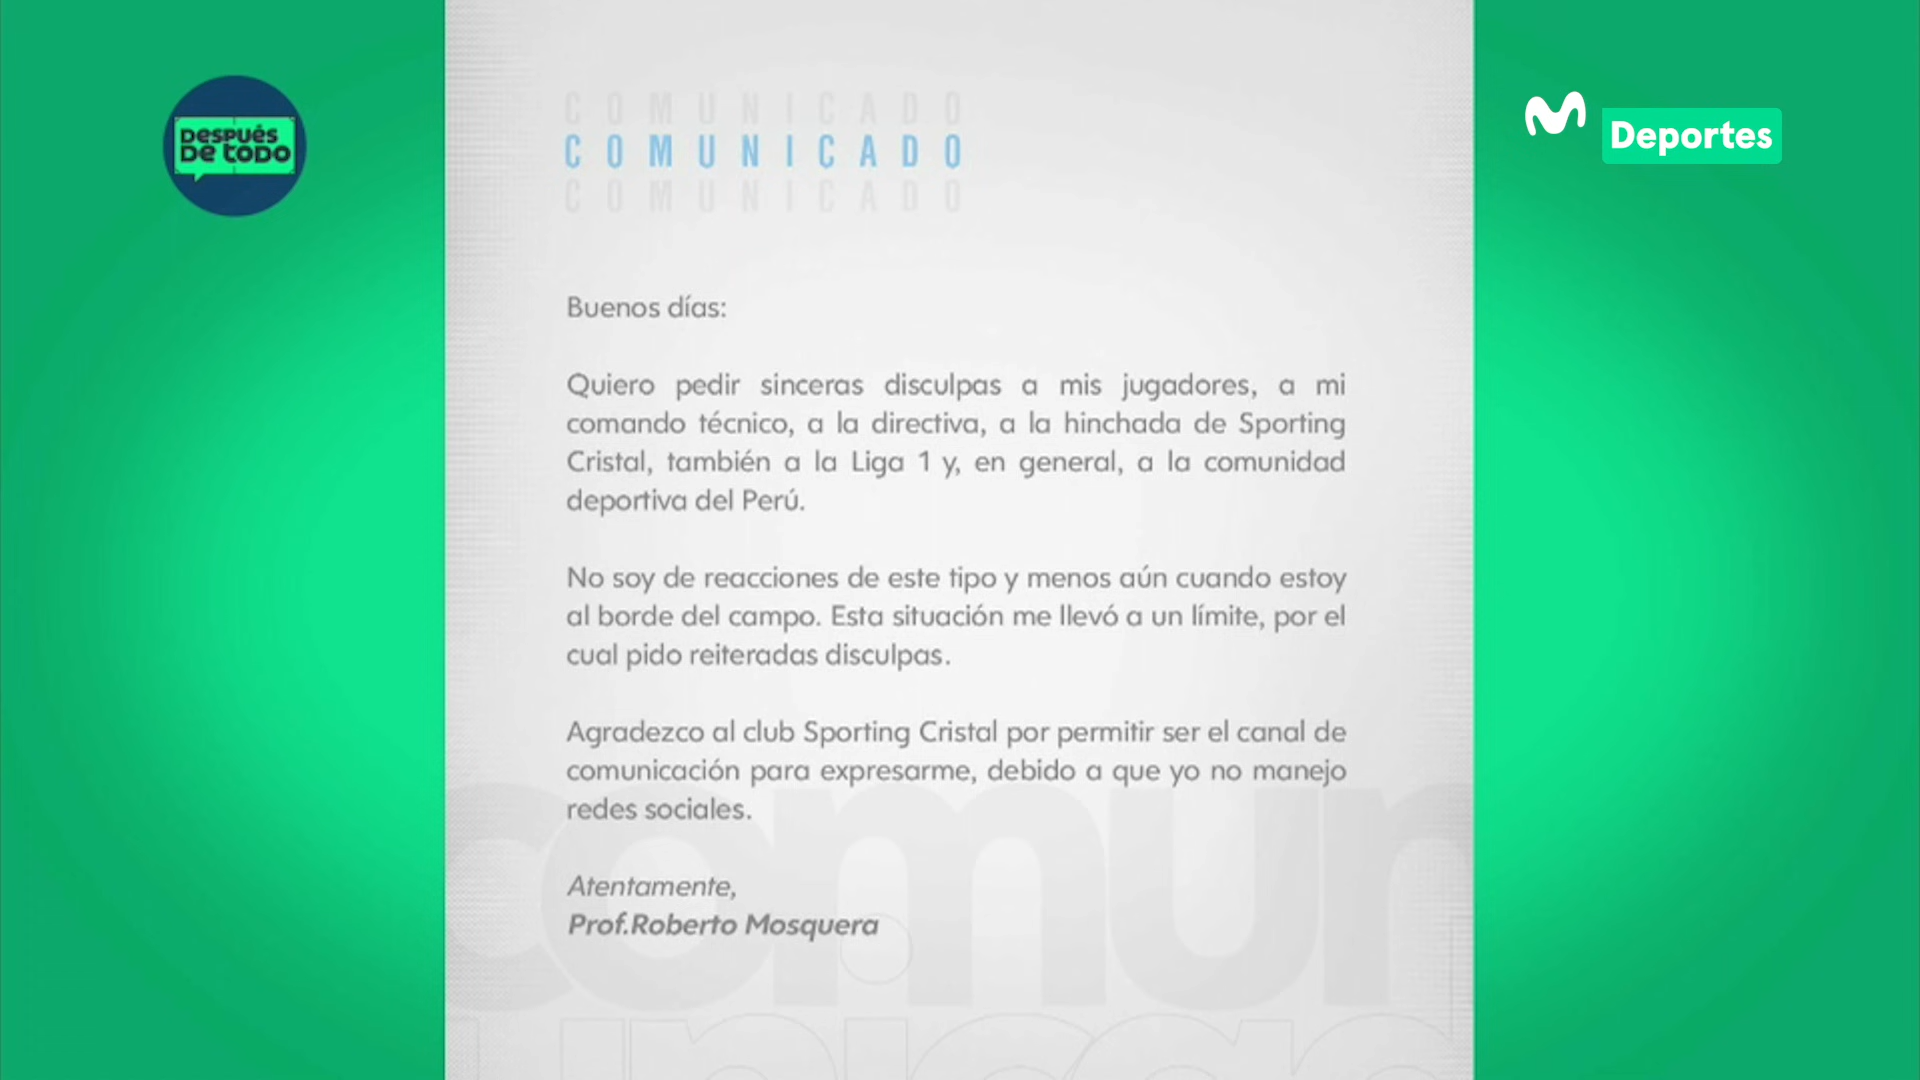 DESPUÉS
DE TODO
Deportes
COMUNICADO
COMUNICADO
COMUNICADO
Buenos días:
Quiero pedir sinceras disculpas a mis jugadores, a mi
comando técnico, a la directiva, a la hinchada de Sporting
Cristal, también a la Liga 1 y, en general, a la comunidad
deportiva del Perú.
No soy de reacciones de este tipo y menos aún cuando estoy
al borde del campo. Esta situación me llevó a un límite, por el
cual pido reiteradas disculpas.
Agradezco al club Sporting Cristal por permitir ser el canal de
comunicación para expresarme, debido a que yo no manejo
redes sociales.
Atentamente,
Prof.Roberto Mosquera
comun